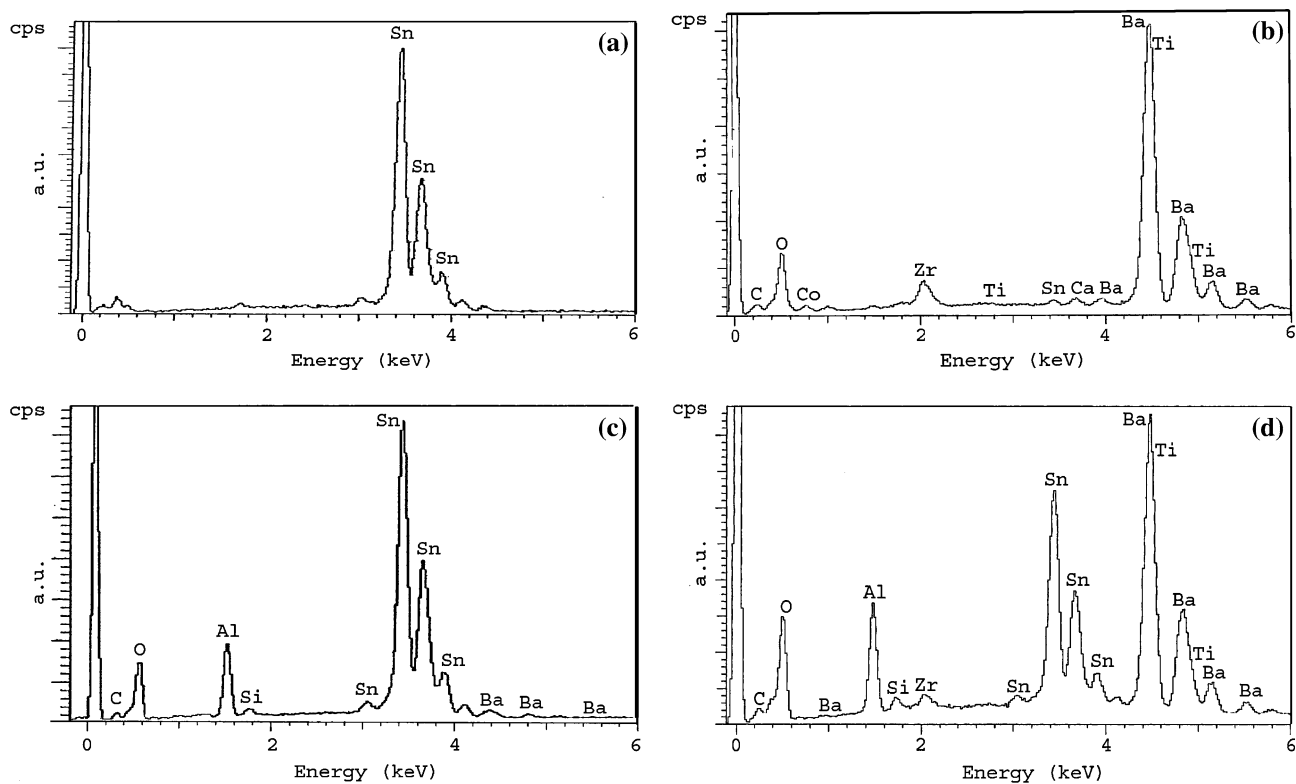 cps
(a)
Sn
Sn
Sn
a.u.
0 2 4 6
Energy (keV)
cps
(b)
Ba
Ti
Ba
O
Ti
Zr
Ba
C
Co
Ti
Sn Ca Ba
Ba
a.u.
0 2 4 6
Energy (keV)
cps
(c)
Sn
Sn
Al
O
Sn
C
Si
Sn
Ba
Ba
Ba
a.u.
0 2 4 6
Energy (keV)
cps
(d)
Ba
Ti
Sn
Al
O
Sn
Ba
Sn
Ti
Ba
C
Ba
Si
Zr
Sn
Ba
a.u.
0 2 4 6
Energy (keV)